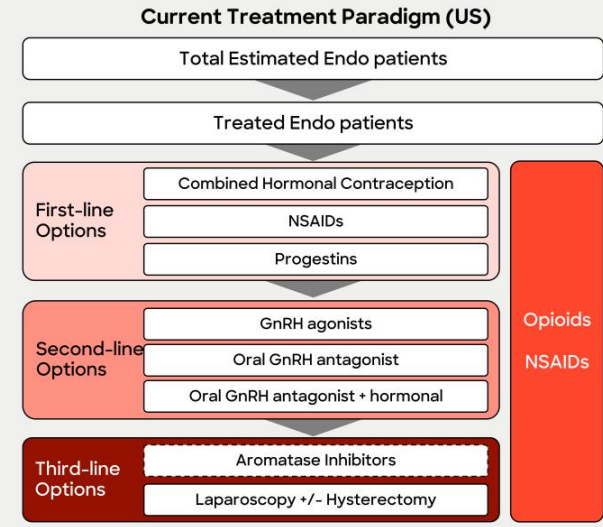 Current Treatment Paradigm (US)
Total Estimated Endo patients
Treated Endo patients
First-line
Options
Combined Hormonal Contraception
NSAIDs
Progestins
Second-line
Options
GnRH agonists
Oral GnRH antagonist
Oral GnRH antagonist + hormonal
Third-line
Options
Aromatase Inhibitors
Laparoscopy +/- Hysterectomy
Opioids
NSAIDs